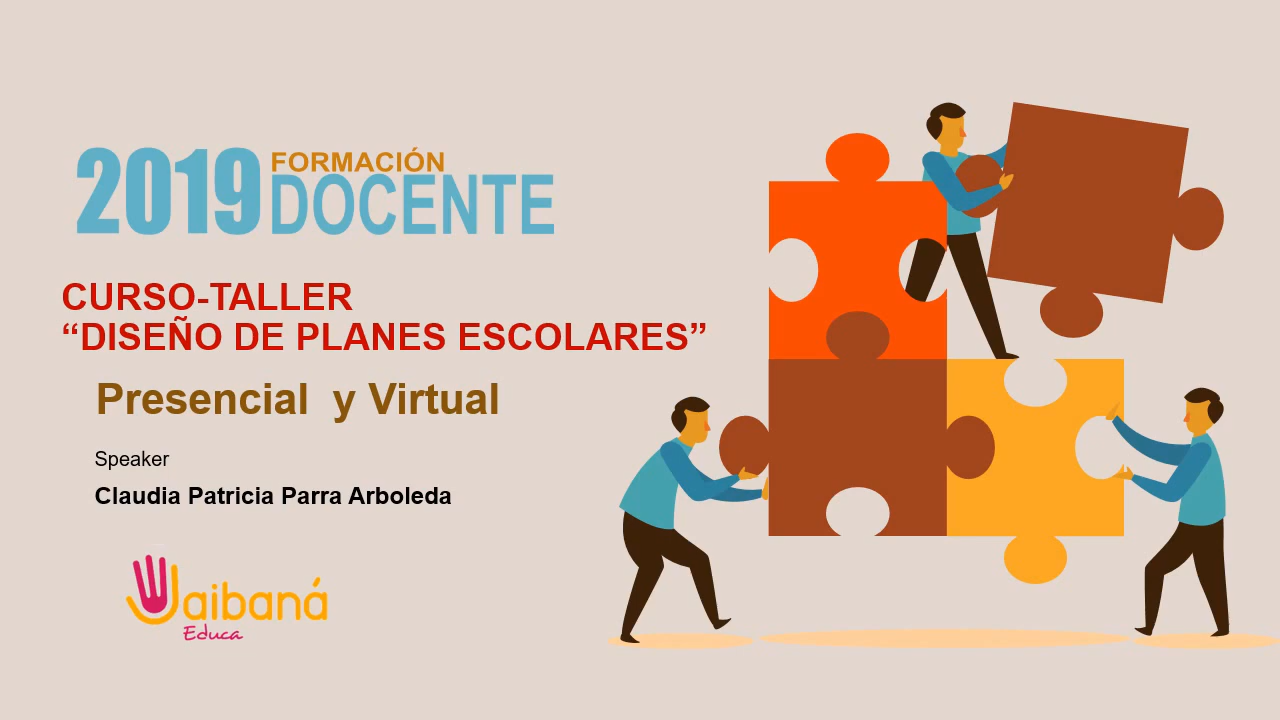 2019 FORMACIÓN
DOCENTE
CURSO-TALLER
“DISEÑO DE PLANES ESCOLARES”
Presencial y Virtual
Speaker
Claudia Patricia Parra Arboleda
Jaibaná
Educa